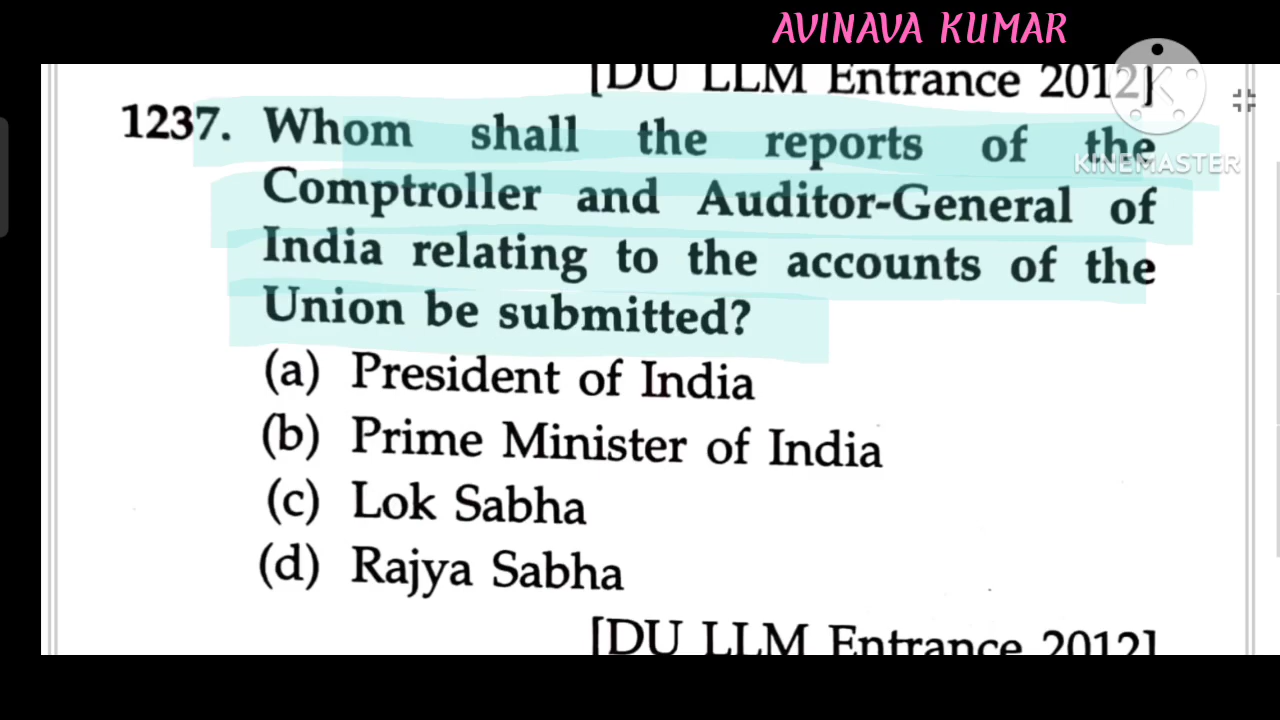 AVINAVA KUMAR
[DU LLM Entrance 2012]
1237. Whom shall the reports of the
KINEMASTER
Comptroller and Auditor-General of
India relating to the accounts of the
Union be submitted?
(a) President of India
(b) Prime Minister of India
(c) Lok Sabha
(d) Rajya Sabha
[DU LLM Entrance 2012]